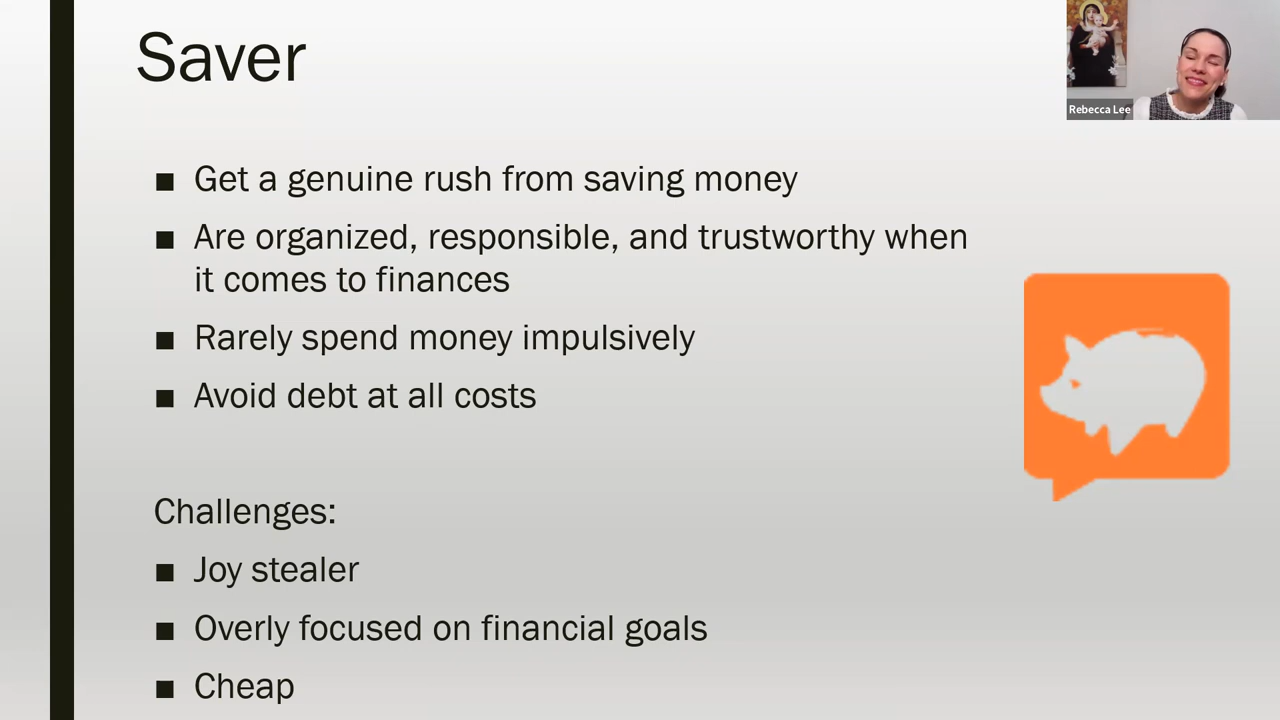 Saver
Rebecca Lee
■ Get a genuine rush from saving money
■ Are organized, responsible, and trustworthy when
it comes to finances
■ Rarely spend money impulsively
■ Avoid debt at all costs
Challenges:
■ Joy stealer
■ Overly focused on financial goals
■ Cheap